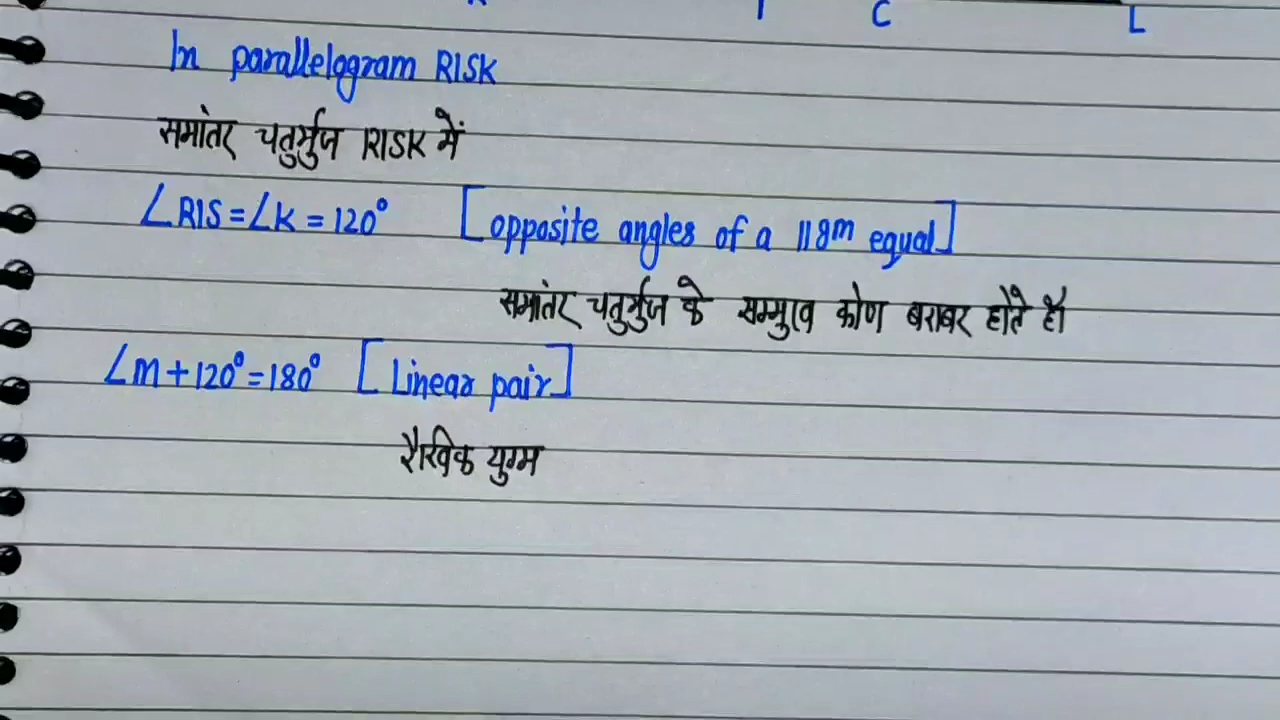 C L
In parallelogram RISK
समांतर चतुर्भुज RISK में
∠RIS = ∠K = 120° [opposite angles of a ||gm equal]
समांतर चतुर्भुज के सम्मुख कोण बराबर होते है।
∠m + 120° = 180° [Linear pair]
रैखिक युग्म